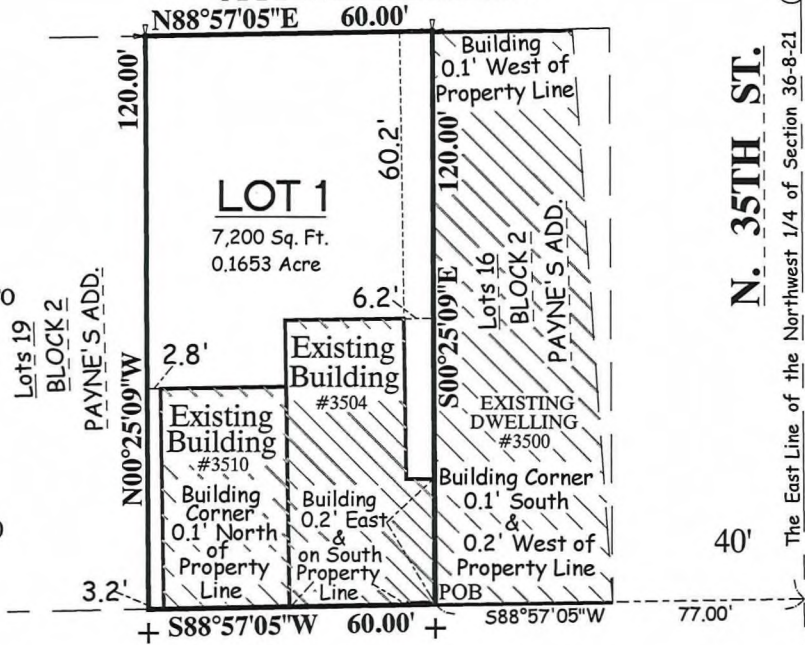 N88°57'05"E 60.00'
120.00'
60.2'
120.00'
Building
0.1' West of
Property Line
N. 35TH ST.
The East Line of the Northwest 1/4 of Section 36-8-21
LOT 1
7,200 Sq. Ft.
0.1653 Acre
Lots 19
BLOCK 2
PAYNE'S ADD.
N00°25'09"W
S00°25'09"E
Lots 16
BLOCK 2
PAYNE'S ADD.
6.2'
2.8'
Existing
Building
#3504
Existing
Building
#3510
EXISTING
DWELLING
#3500
Building
Corner
0.1' North
of
Property
Line
Building
0.2' East
&
on South
Property
Line
Building Corner
0.1' South
&
0.2' West of
Property Line
40'
3.2'
POB
S88°57'05"W 60.00'
S88°57'05"W 77.00'